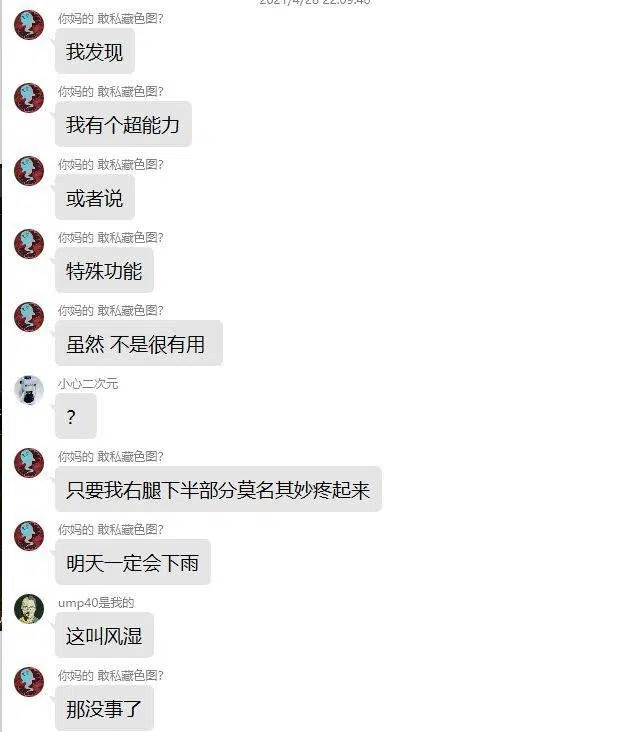 你妈的 敢私藏色图?
我发现
你妈的 敢私藏色图?
我有个超能力
你妈的 敢私藏色图?
或者说
你妈的 敢私藏色图?
特殊功能
你妈的 敢私藏色图?
虽然 不是很有用
小心二次元
?
你妈的 敢私藏色图?
只要我右腿下半部分莫名其妙疼起来
你妈的 敢私藏色图?
明天一定会下雨
ump40是我的
这叫风湿
你妈的 敢私藏色图?
那没事了